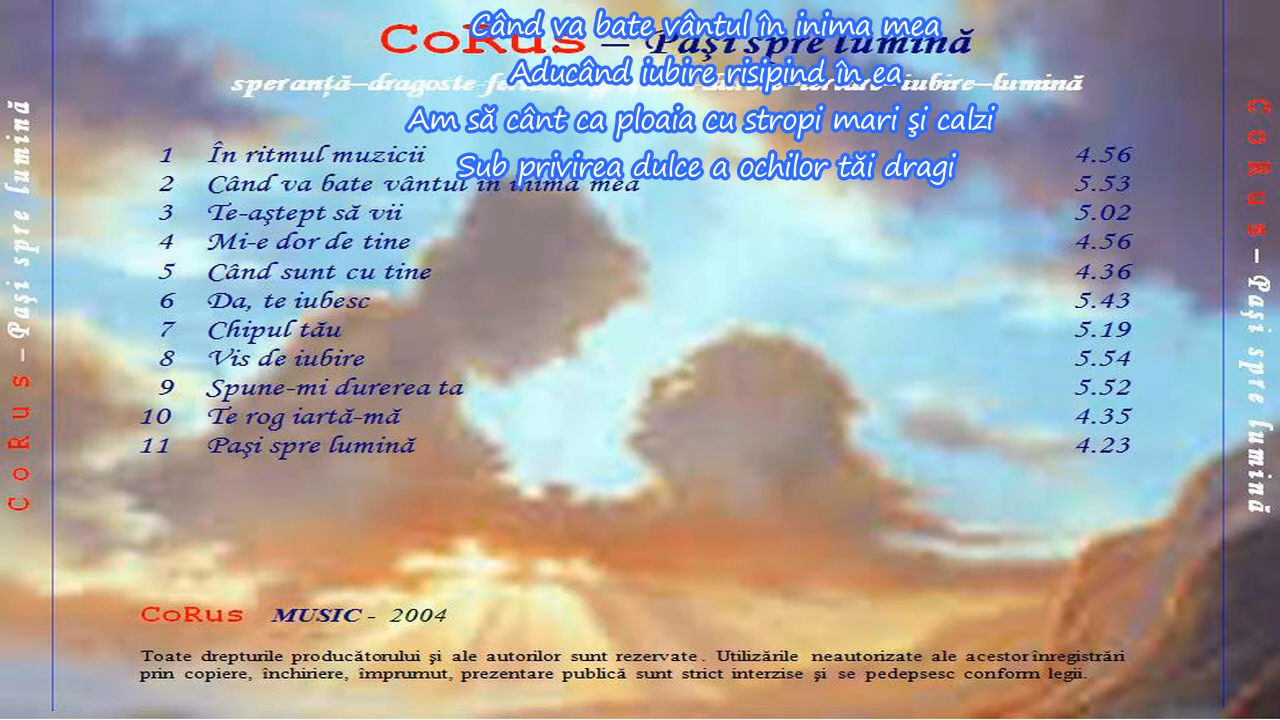 Când va bate vântul în inima mea
CoRus – Paşi spre lumină
Aducând iubire risipind în ea
speranţă–dragoste iubire–lumină
Am să cânt ca ploaia cu stropi mari şi calzi
Sub privirea dulce a ochilor tăi dragi
1 În ritmul muzicii 4.56
2 Când va bate vântul în inima mea 5.53
3 Te-aştept să vii 5.02
4 Mi-e dor de tine 4.56
5 Când sunt cu tine 4.36
6 Da, te iubesc 5.43
7 Chipul tău 5.19
8 Vis de iubire 5.54
9 Spune-mi durerea ta 5.52
10 Te rog iartă-mă 4.35
11 Paşi spre lumină 4.23
CoRus MUSIC - 2004
Toate drepturile producătorului şi ale autorilor sunt rezervate. Utilizările neautorizate ale acestor înregistrări
prin copiere, închiriere, împrumut, prezentare publică sunt strict interzise şi se pedepsesc conform legii.
CoRus – Paşi spre lumină
CoRus – Paşi spre lumină